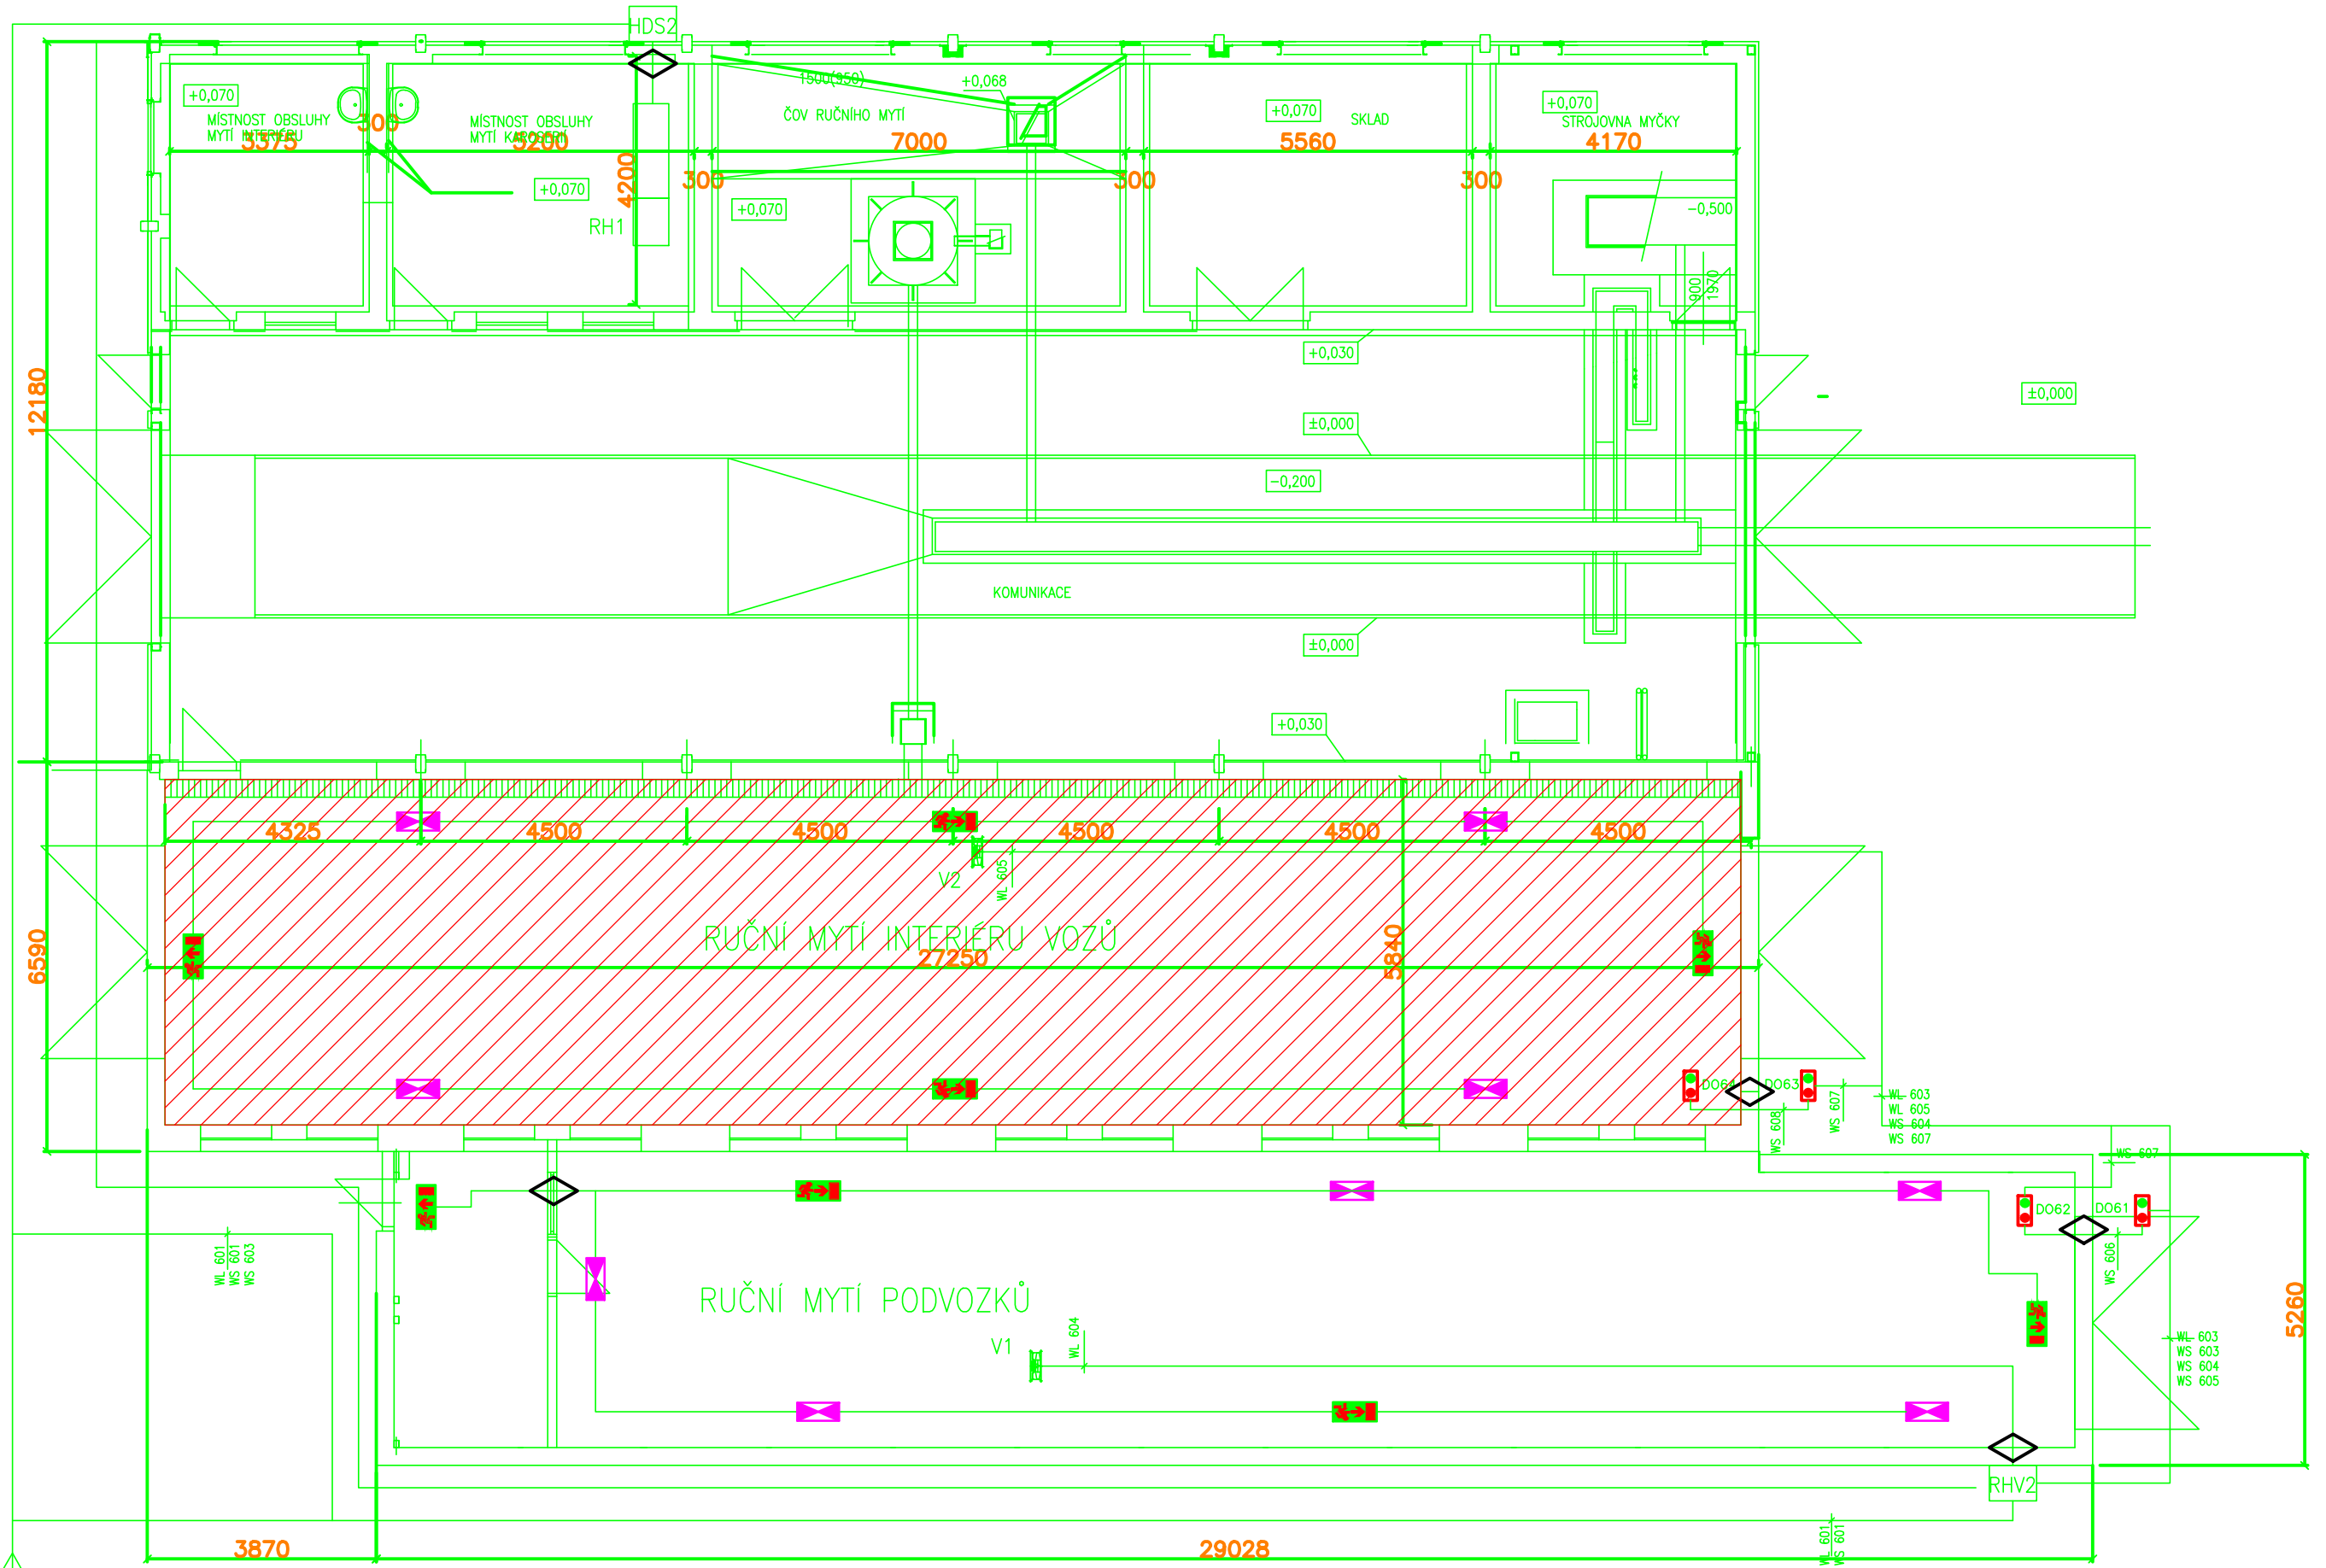 HDS2
+0,070
MÍSTNOST OBSLUHY
MYTÍ INTERIÉRU
3375
300
MÍSTNOST OBSLUHY
MYTÍ KAROSERÍ
5200
4200
+0,070
RH1
300
1500(950)
+0,068
ČOV RUČNÍHO MYTÍ
7000
+0,070
300
+0,070
SKLAD
5560
300
+0,070
STROJOVNA MYČKY
4170
-0,500
900
1970
12180
+0,030
±0,000
±0,000
-0,200
KOMUNIKACE
±0,000
+0,030
4325
4500
4500
4500
4500
4500
V2
WL 605
RUČNÍ MYTÍ INTERIÉRU VOZŮ
27250
5840
6590
DO64
DO63
WS 608
WS 607
WL 603
WL 605
WS 604
WS 607
WS 607
DO62
DO61
WS 606
WL 601
WS 601
WS 603
RUČNÍ MYTÍ PODVOZKŮ
V1
WL 604
5260
WL 603
WS 603
WS 604
WS 605
RHV2
WL 601
WS 601
3870
29028